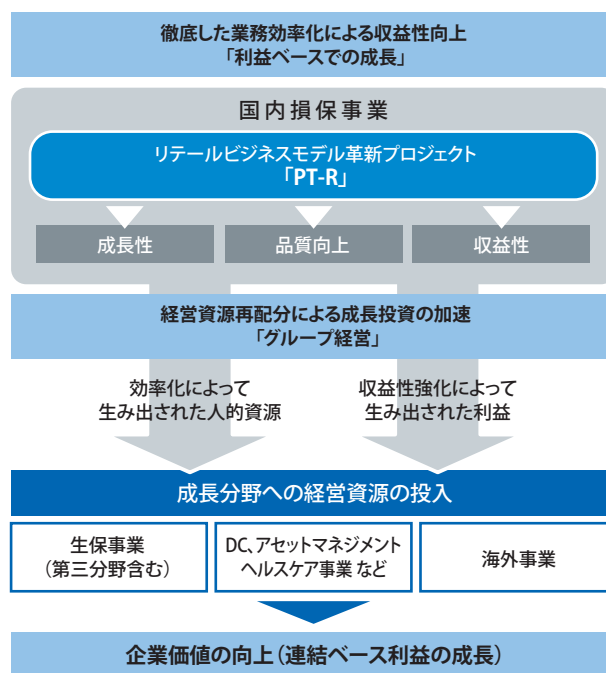 徹底した業務効率化による収益性向上
「利益ベースでの成長」
国内損保事業
リテールビジネスモデル革新プロジェクト
「PT-R」
成長性
品質向上
収益性
経営資源再配分による成長投資の加速
「グループ経営」
効率化によって
生み出された人的資源
収益性強化によって
生み出された利益
成長分野への経営資源の投入
生保事業
(第三分野含む)
DC、アセットマネジメント
ヘルスケア事業 など
海外事業
企業価値の向上(連結ベース利益の成長)